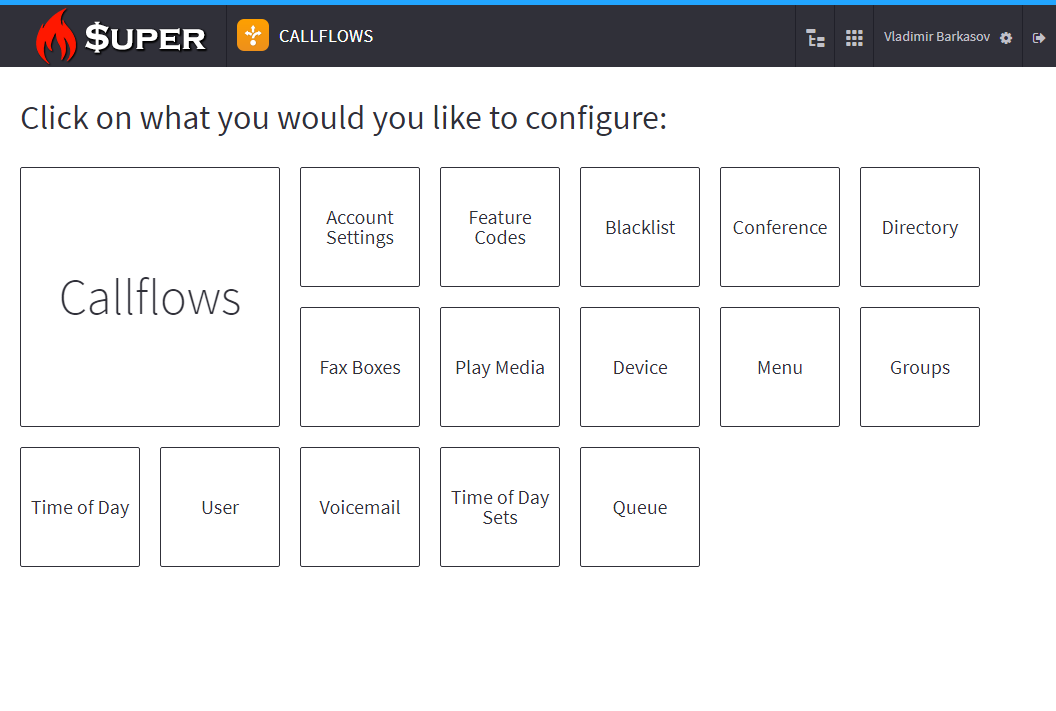 $UPER
CALLFLOWS
Vladimir Barkasov
Click on what you would you like to configure:
Callflows
Account
Settings
Feature
Codes
Blacklist
Conference
Directory
Fax Boxes
Play Media
Device
Menu
Groups
Time of Day
User
Voicemail
Time of Day
Sets
Queue